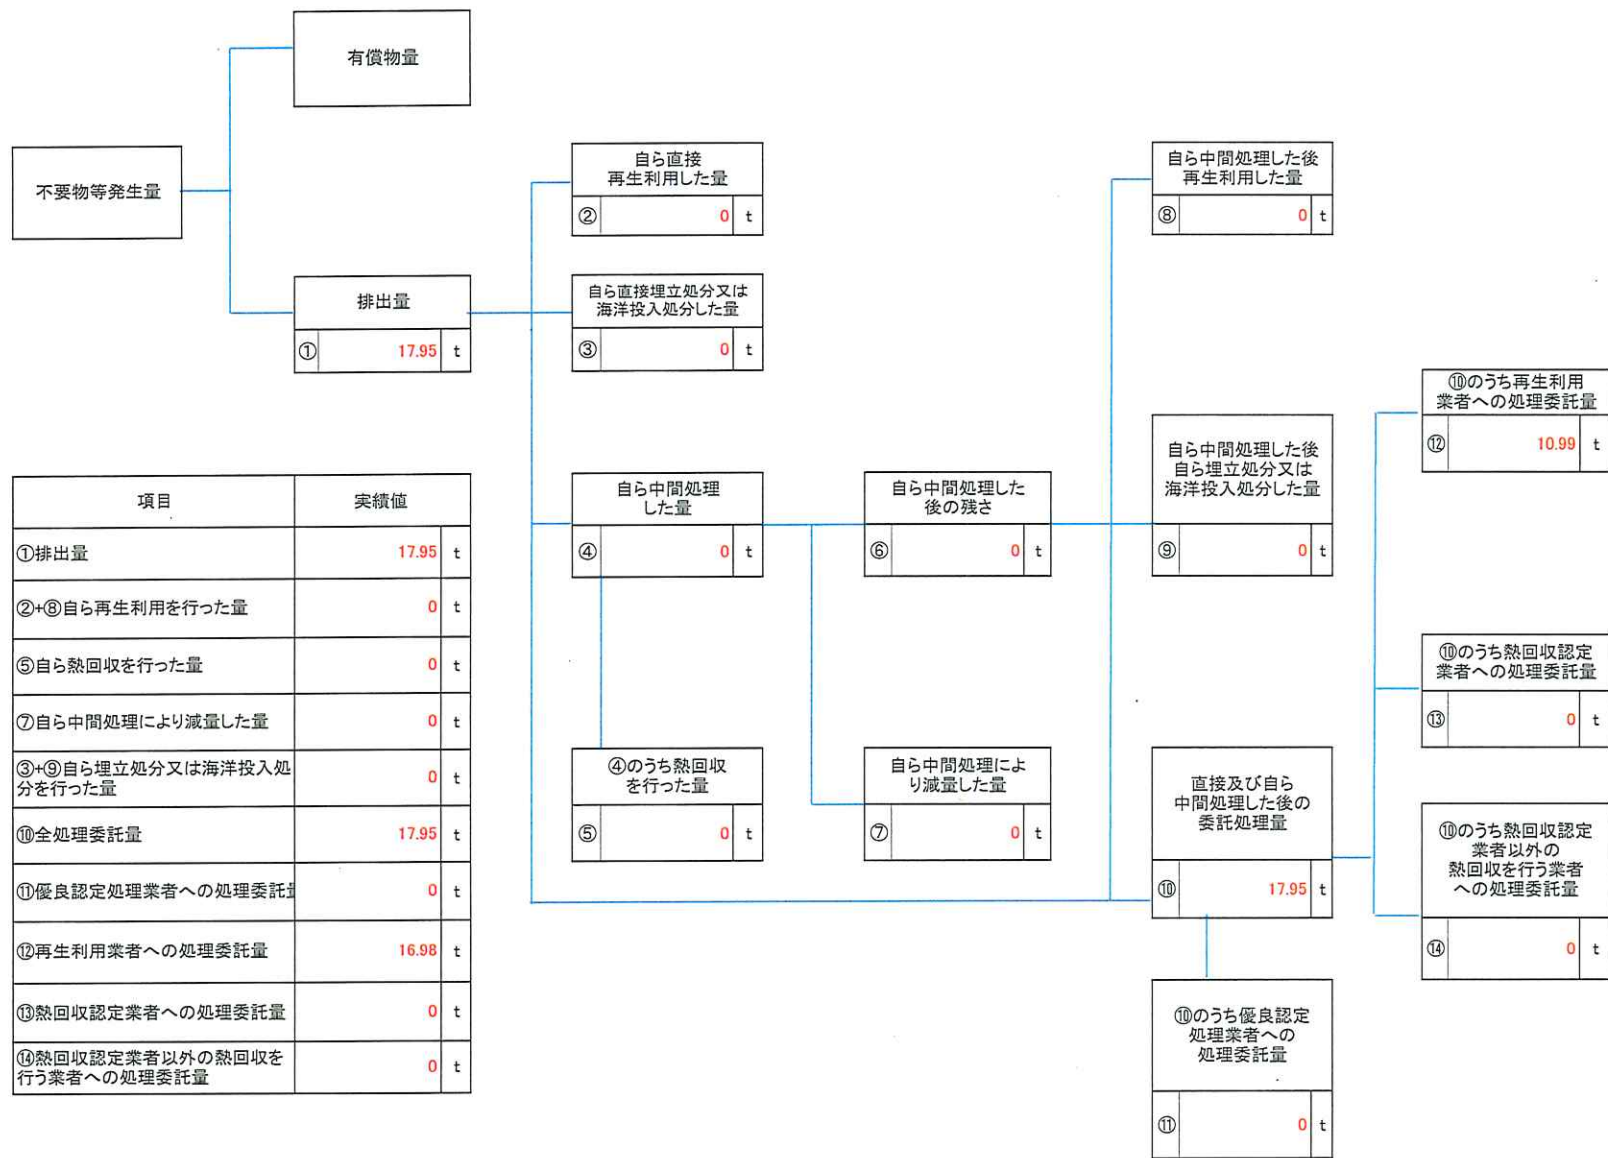 有償物量
不要物等発生量
排出量
① 17.95 t
自ら直接
再生利用した量
② 0 t
自ら直接埋立処分又は
海洋投入処分した量
③ 0 t
自ら中間処理
した量
④ 0 t
④のうち熱回収
を行った量
⑤ 0 t
自ら中間処理した
後の残さ
⑥ 0 t
自ら中間処理によ
り減量した量
⑦ 0 t
自ら中間処理した後
再生利用した量
⑧ 0 t
自ら中間処理した後
自ら埋立処分又は
海洋投入処分した量
⑨ 0 t
直接及び自ら
中間処理した後の
委託処理量
⑩ 17.95 t
⑩のうち優良認定
処理業者への
処理委託量
⑪ 0 t
⑩のうち再生利用
業者への処理委託量
⑫ 10.99 t
⑩のうち熱回収認定
業者への処理委託量
⑬ 0 t
⑩のうち熱回収認定
業者以外の
熱回収を行う業者
への処理委託量
⑭ 0 t
項目 実績値
①排出量 17.95 t
②+⑧自ら再生利用を行った量 0 t
⑤自ら熱回収を行った量 0 t
⑦自ら中間処理により減量した量 0 t
③+⑨自ら埋立処分又は海洋投入処
分を行った量 0 t
⑩全処理委託量 17.95 t
⑪優良認定処理業者への処理委託 0 t
⑫再生利用業者への処理委託量 16.98 t
⑬熱回収認定業者への処理委託量 0 t
⑭熱回収認定業者以外の熱回収を
行う業者への処理委託量 0 t